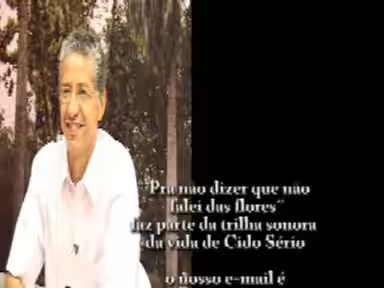 "Pra não dizer que não
falei das flores"
faz parte da trilha sonora
da vida de Cido Sério
o nosso e-mail é